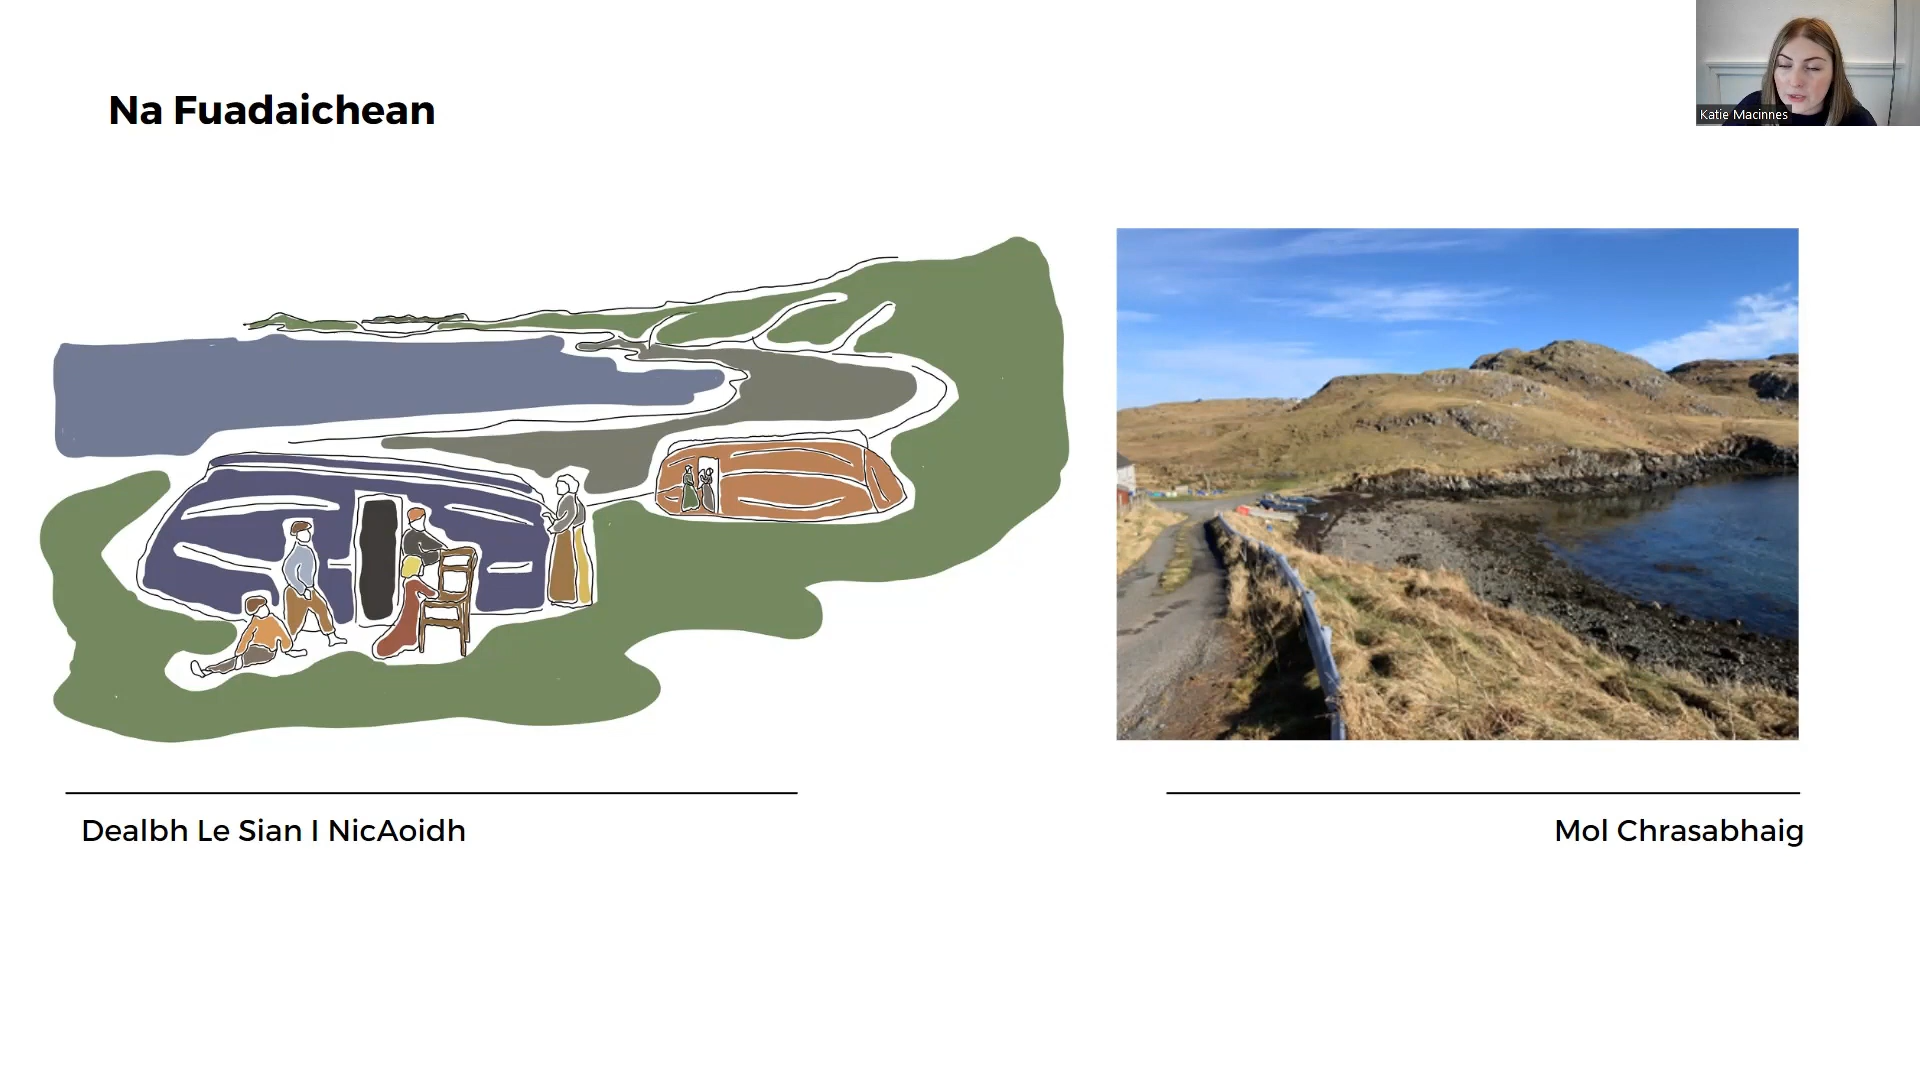 Na Fuadaichean
Katie Macinnes
Dealbh Le Sian I NicAoidh
Mol Chrasabhaig